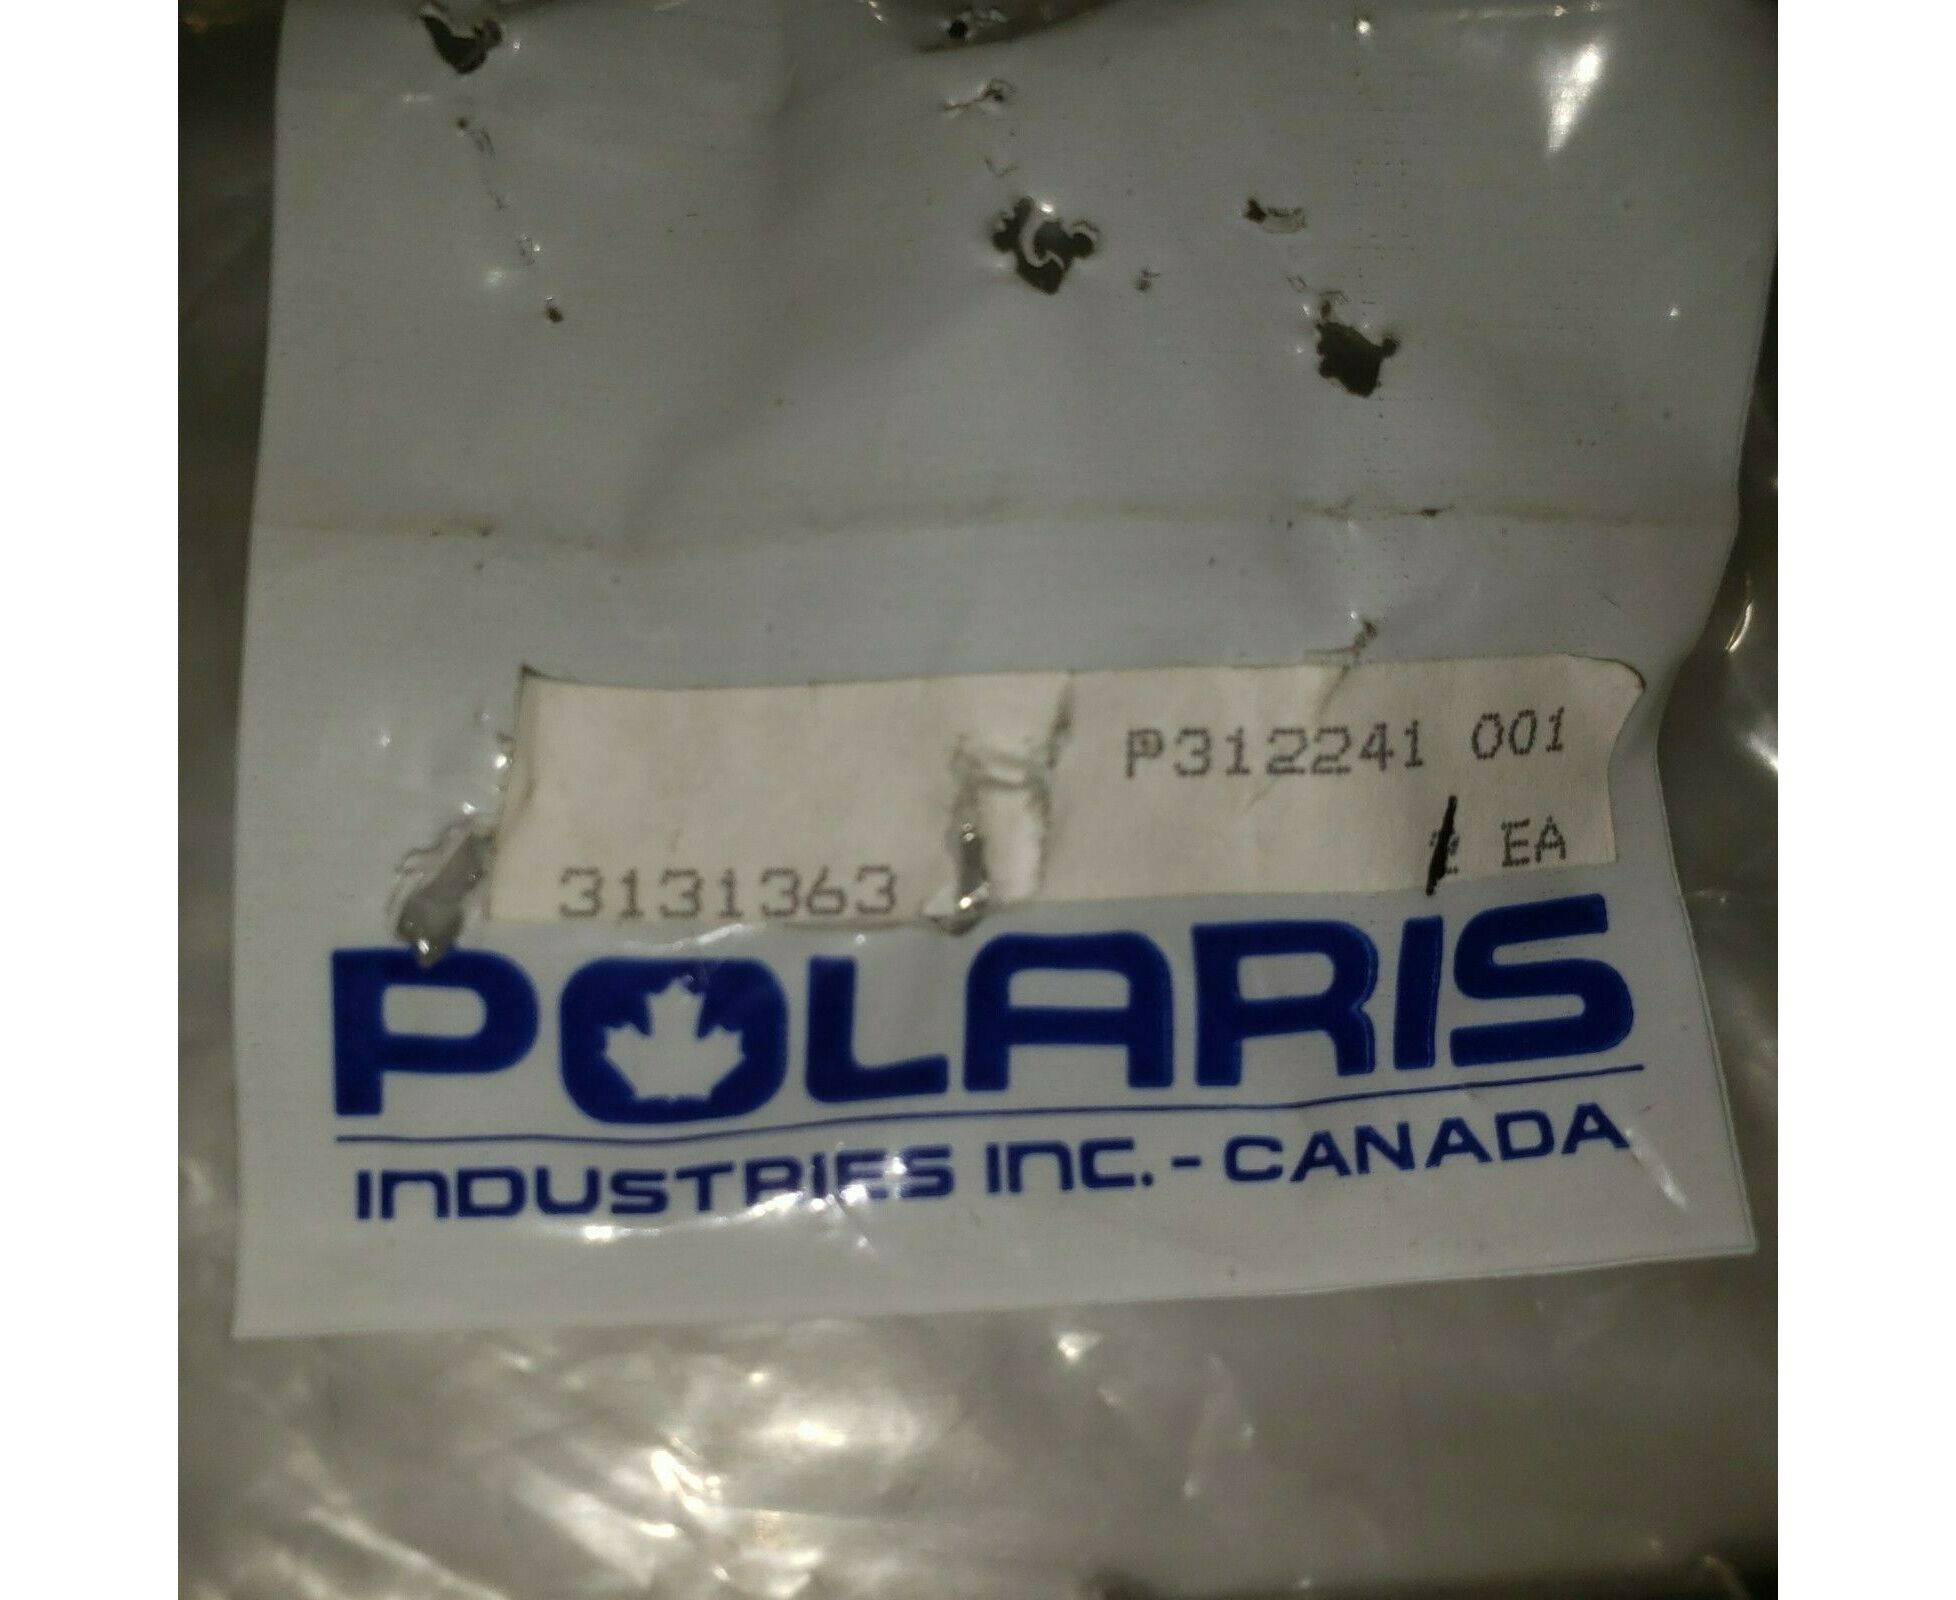 P312241 001
EA
3131363
POLARIS
INDUSTRIES INC. - CANADA